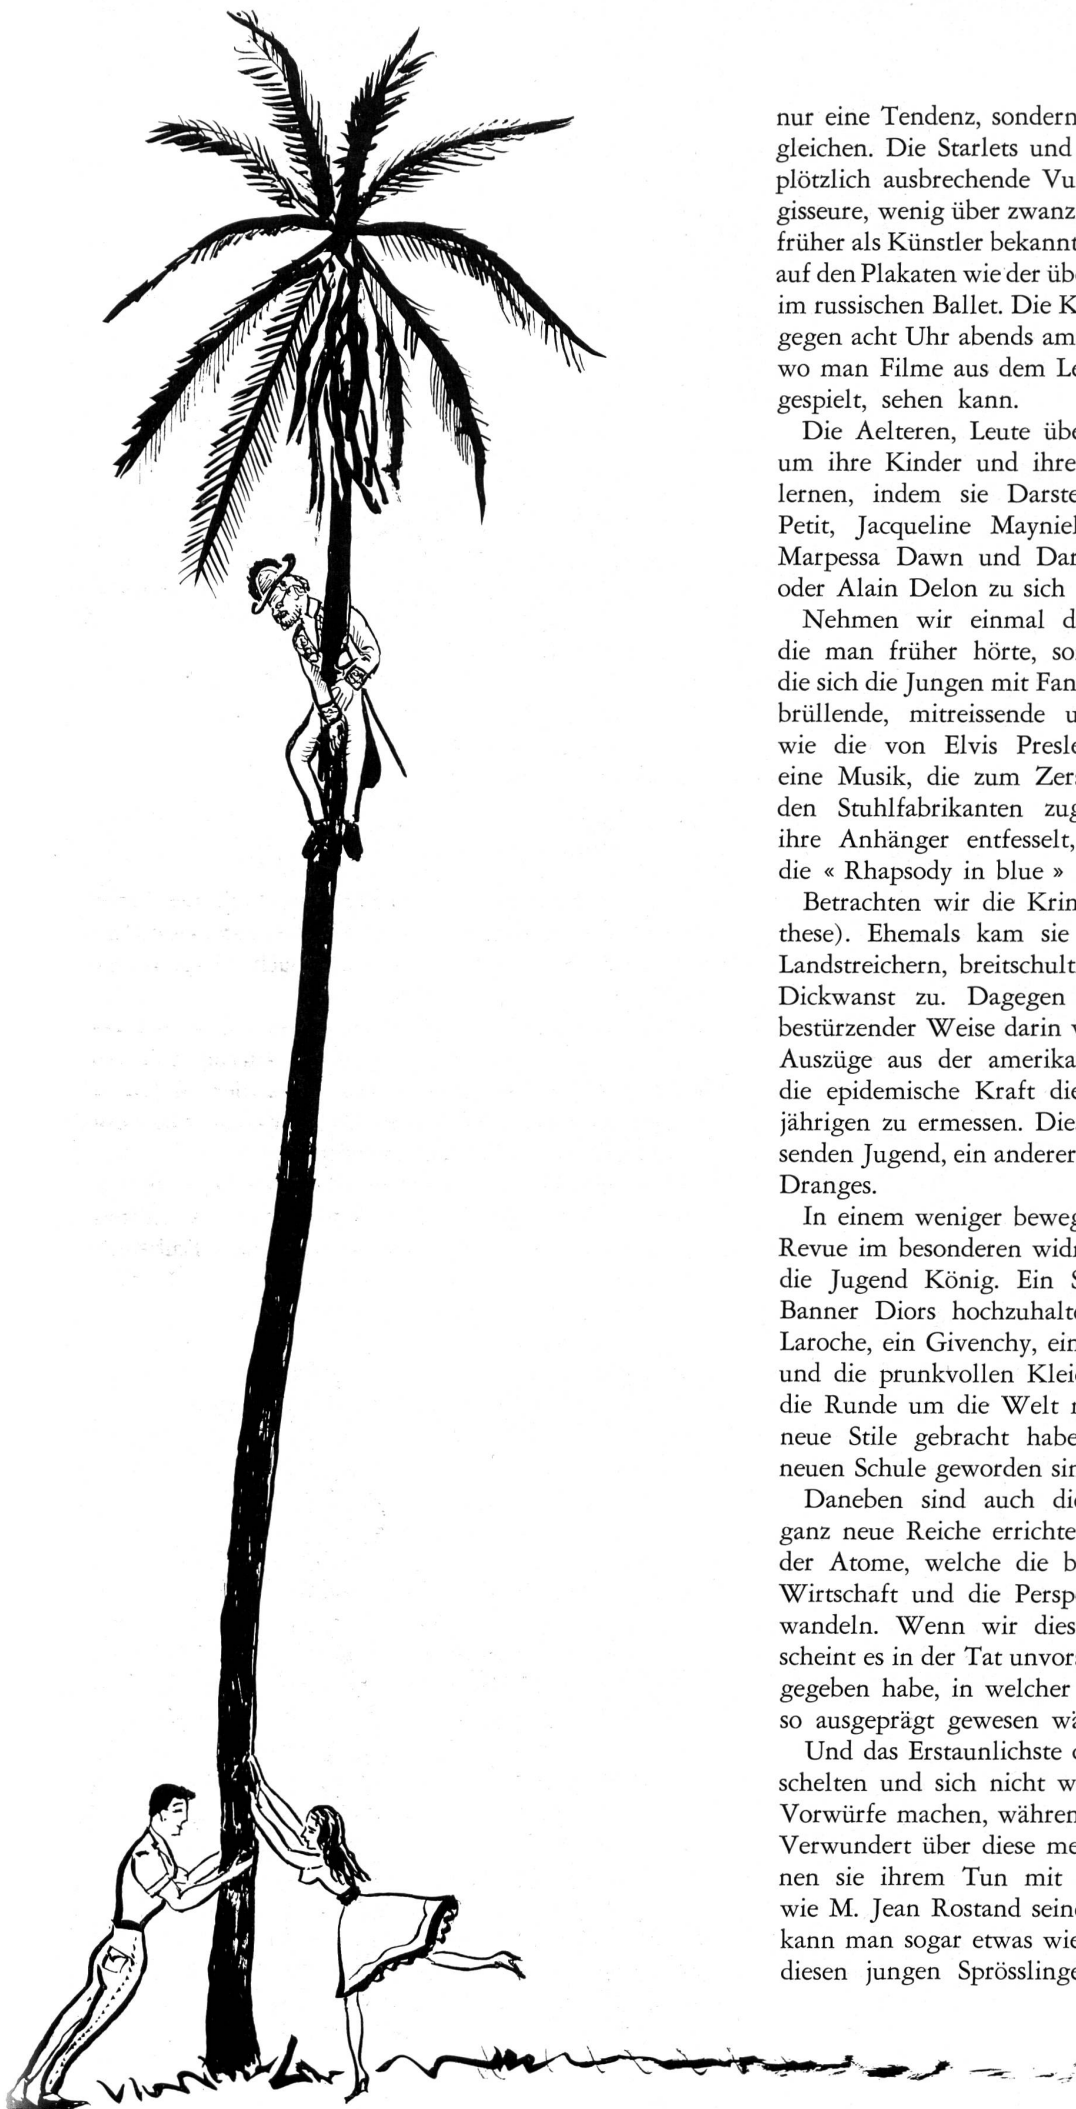 nur eine Tendenz, sondern
gleichen. Die Starlets und
plötzlich ausbrechende Vu
gisseure, wenig über zwanz
früher als Künstler bekannt
auf den Plakaten wie der üb
im russischen Ballet. Die K
gegen acht Uhr abends am
wo man Filme aus dem Le
gespielt, sehen kann.
Die Aelteren, Leute übe
um ihre Kinder und ihre
lernen, indem sie Darste
Petit, Jacqueline Mayniel
Marpessa Dawn und Dar
oder Alain Delon zu sich
Nehmen wir einmal d
die man früher hörte, so
die sich die Jungen mit Fan
brüllende, mitreissende u
wie die von Elvis Presle
eine Musik, die zum Zer
den Stuhlfabrikanten zug
ihre Anhänger entfesselt,
die « Rhapsody in blue »
Betrachten wir die Krin
these). Ehemals kam sie
Landstreichern, breitschult
Dickwanst zu. Dagegen
bestürzender Weise darin v
Auszüge aus der amerika
die epidemische Kraft die
jährigen zu ermessen. Die
senden Jugend, ein anderer
Dranges.
In einem weniger beweg
Revue im besonderen wid
die Jugend König. Ein S
Banner Diors hochzuhalte
Laroche, ein Givenchy, ein
und die prunkvollen Klei
die Runde um die Welt
neue Stile gebracht habe
neuen Schule geworden sin
Daneben sind auch die
ganz neue Reiche errichte
der Atome, welche die b
Wirtschaft und die Perspe
wandeln. Wenn wir dies
scheint es in der Tat unvor
gegeben habe, in welcher
so ausgeprägt gewesen wä
Und das Erstaunlichste
schelten und sich nicht w
Vorwürfe machen, währen
Verwundert über diese me
nen sie ihrem Tun mit
wie M. Jean Rostand sein
kann man sogar etwas wie
diesen jungen Sprösslinge